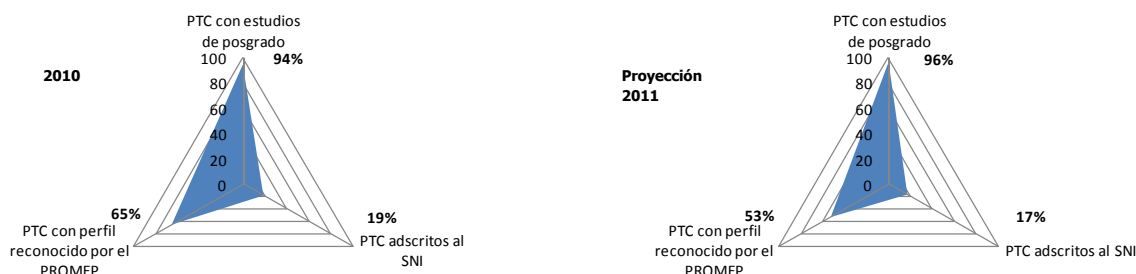 PTC con estudios
de posgrado
94%
2010
100
80
60
40
20
0
65%
PTC con perfil
reconocido por el
PROMEP
19%
PTC adscritos al
SNI
PTC con estudios
de posgrado
96%
Proyección
2011
100
80
60
40
20
0
53%
PTC con perfil
reconocido por el
PROMEP
17%
PTC adscritos al SNI